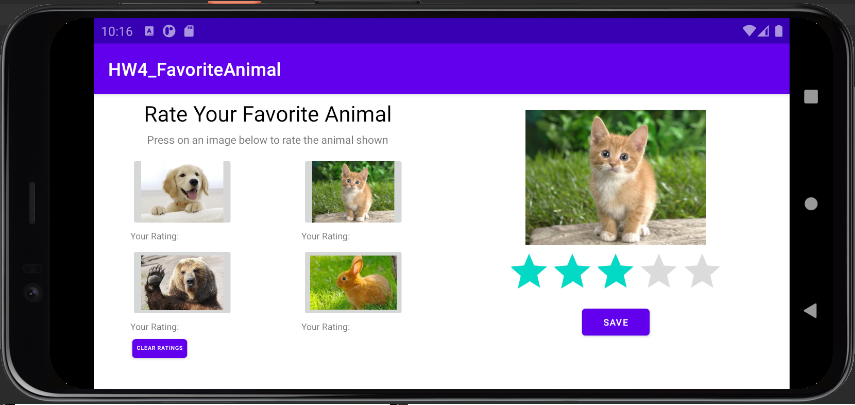 10:16
HW4_FavoriteAnimal
Rate Your Favorite Animal
Press on an image below to rate the animal shown
Your Rating:
Your Rating:
Your Rating:
Your Rating:
CLEAR RATINGS
SAVE